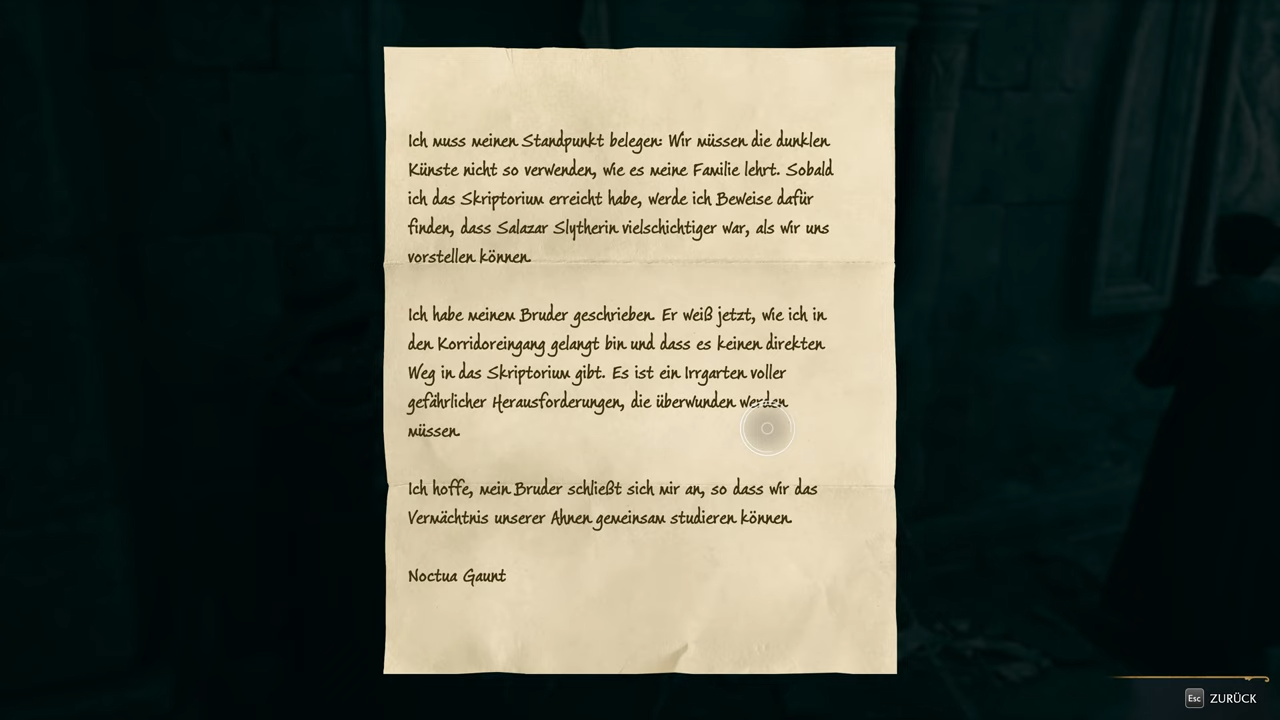 Ich muss meinen Standpunkt belegen: Wir müssen die dunklen
Künste nicht so verwenden, wie es meine Familie lehrt. Sobald
ich das Skriptorium erreicht habe, werde ich Beweise dafür
finden, dass Salazar Slytherin vielschichtiger war, als wir uns
vorstellen können.
Ich habe meinem Bruder geschrieben. Er weiß jetzt, wie ich in
den Korridoreingang gelangt bin und dass es keinen direkten
Weg in das Skriptorium gibt. Es ist ein Irrgarten voller
gefährlicher Herausforderungen, die überwunden werden
müssen.
Ich hoffe, mein Bruder schließt sich mir an, so dass wir das
Vermächtnis unserer Ahnen gemeinsam studieren können.
Noctua Gaunt
Esc ZURÜCK